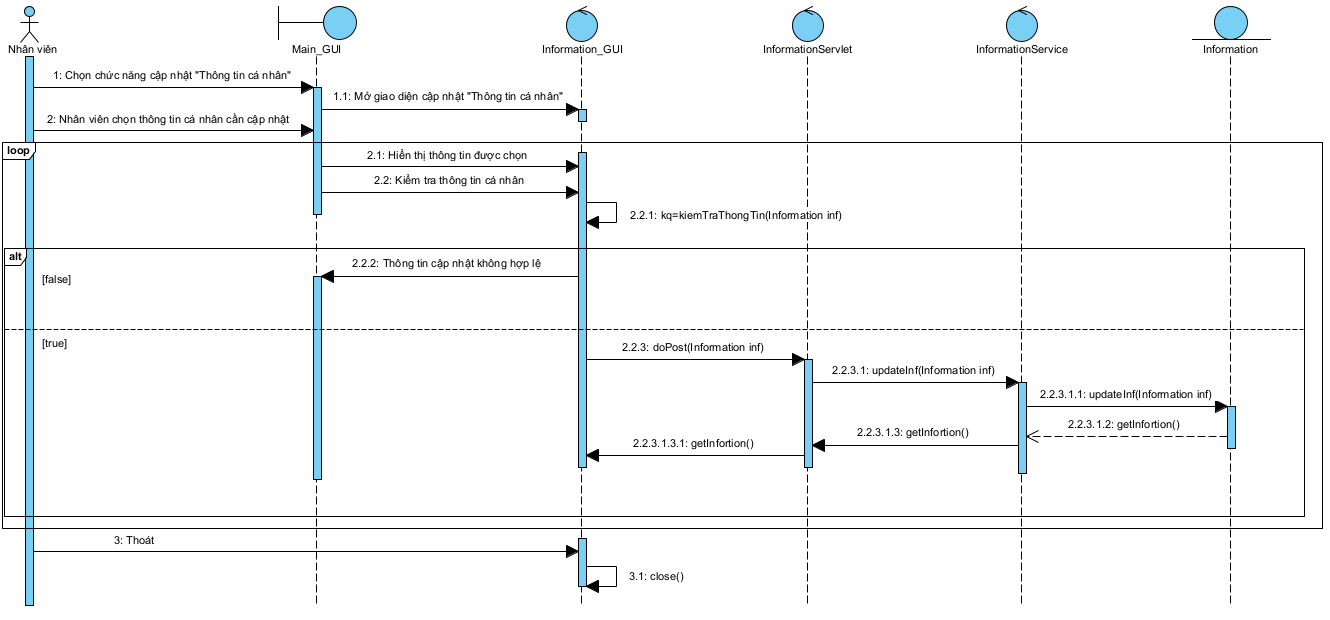 Nhân viên
Main_GUI
Information_GUI
InformationServlet
InformationService
Information
1: Chọn chức năng cập nhật "Thông tin cá nhân"
1.1: Mở giao diện cập nhật "Thông tin cá nhân"
2: Nhân viên chọn thông tin cá nhân cần cập nhật
loop
2.1: Hiển thị thông tin được chọn
2.2: Kiểm tra thông tin cá nhân
2.2.1: kq=kiemTraThongTin(Information inf)
alt
2.2.2: Thông tin cập nhật không hợp lệ
[false]
[true]
2.2.3: doPost(Information inf)
2.2.3.1: updateInf(Information inf)
2.2.3.1.1: updateInf(Information inf)
2.2.3.1.2: getInfortion()
2.2.3.1.3: getInfortion()
2.2.3.1.3.1: getInfortion()
3: Thoát
3.1: close()